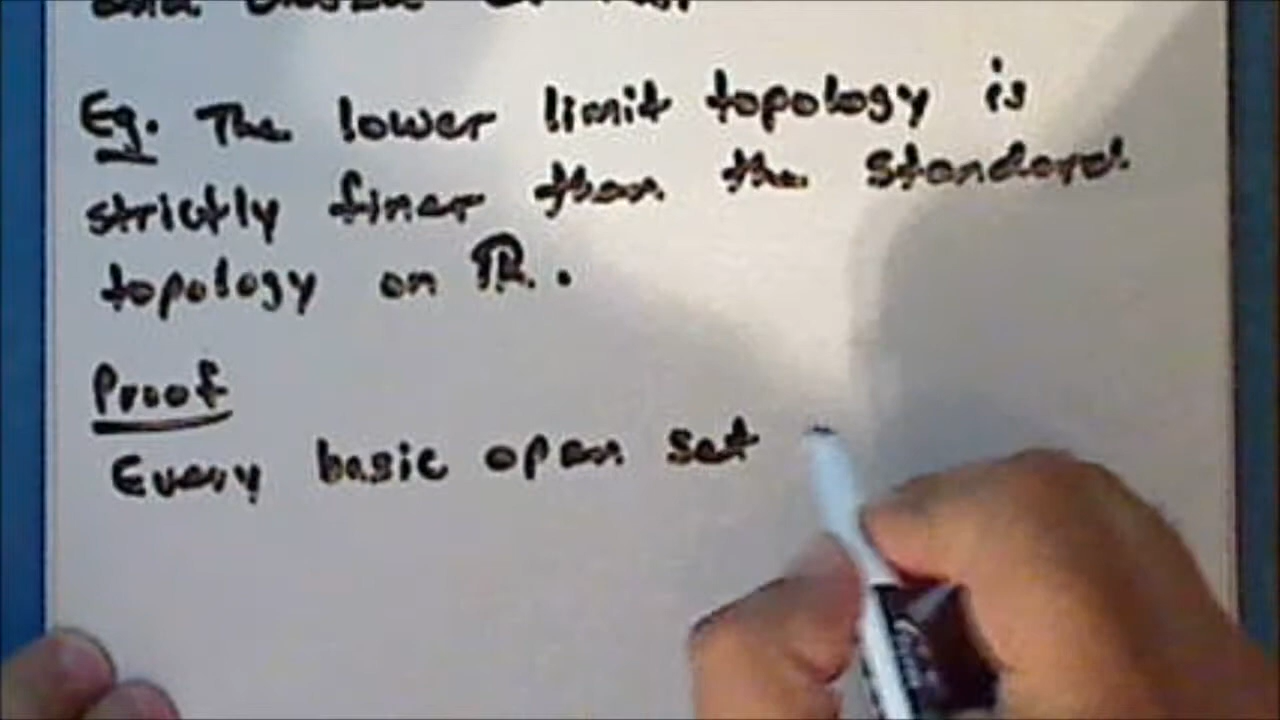 Eg. The lower limit topology is
strictly finer than the standard
topology on ℝ.
Proof
Every basic open set